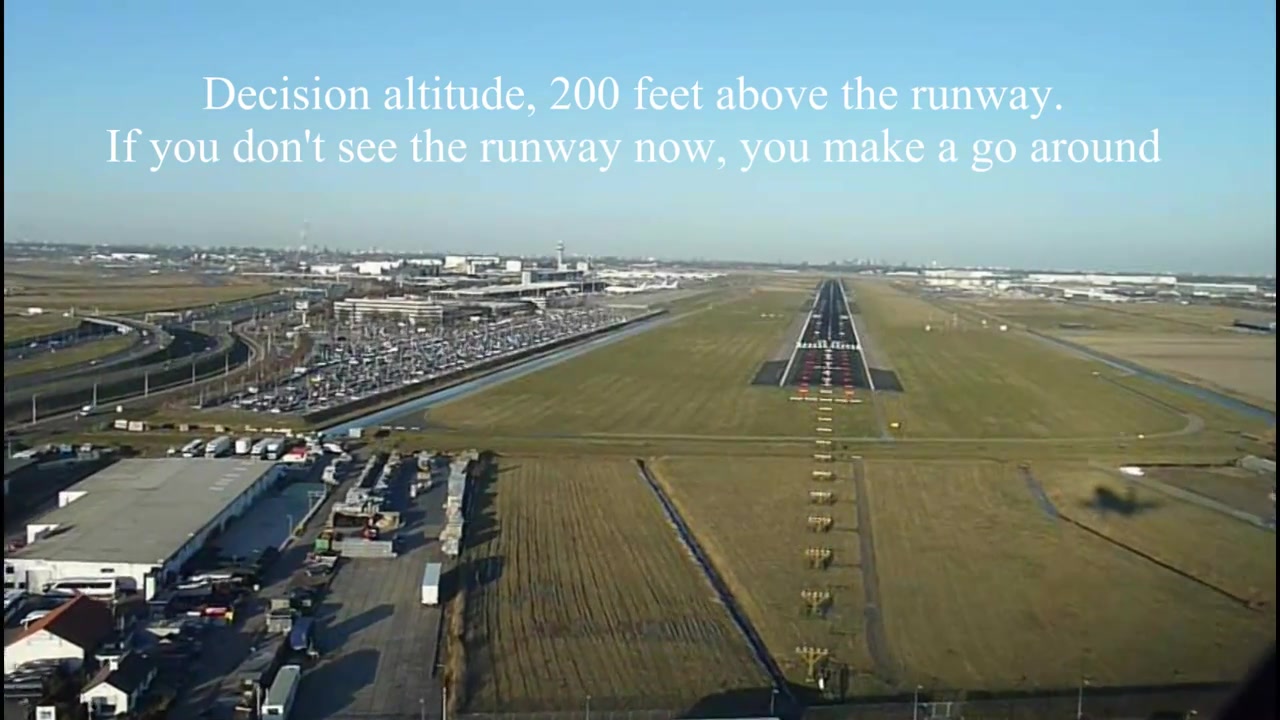 Decision altitude, 200 feet above the runway.
If you don't see the runway now, you make a go around